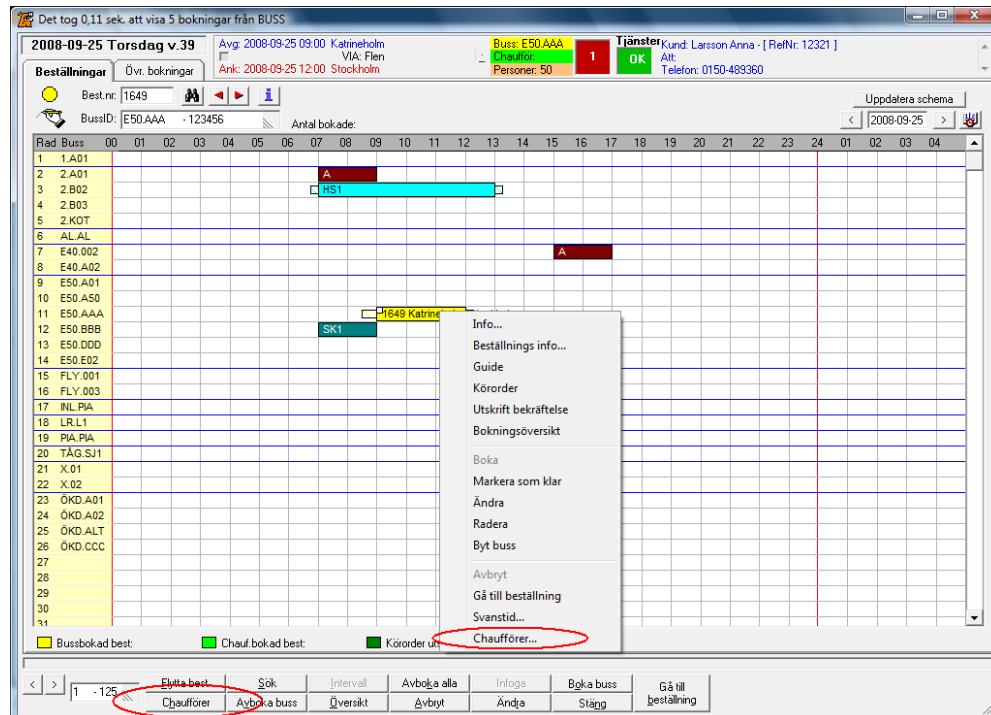 Det tog 0,11 sek. att visa 5 bokningar från BUSS
2008-09-25 Torsdag v.39
Avg: 2008-09-25 09:00 Katrineholm
VIA: Flen
Ank: 2008-09-25 12:00 Stockholm
Buss: E50.AAA
Chaufför:
Personer: 50
1
Tjänster
OK
Kund: Larsson Anna - [ RefNr: 12321 ]
Att:
Telefon: 0150-489360
Beställningar
Övr. bokningar
Best.nr: 1649
BussID: E50.AAA - 123456
Antal bokade:
Uppdatera schema
< 2008-09-25 >
Rad Buss 00 01 02 03 04 05 06 07 08 09 10 11 12 13 14 15 16 17 18 19 20 21 22 23 24 01 02 03 04
1 1.A01
2 2.A01 A
3 2.B02 HS1
4 2.B03
5 2.KOT
6 AL.AL
7 E40.002 A
8 E40.A02
9 E50.A01
10 E50.A50
11 E50.AAA 1649
12 E50.BBB SK1
13 E50.DDD
14 E50.E02
15 FLY.001
16 FLY.003
17 INL.PIA
18 LR.L1
19 PIA.PIA
20 TÅG.SJ1
21 X.01
22 X.02
23 ÖKD.A01
24 ÖKD.A02
25 ÖKD.ALT
26 ÖKD.CCC
27
28
29
30
31
Info...
Beställnings info...
Guide
Körorder
Utskrift bekräftelse
Bokningsöversikt
Boka
Markera som klar
Ändra
Radera
Byt buss
Avbryt
Gå till beställning
Svanstid...
Chaufförer...
Bussbokad best:
Chauf.bokad best:
Körorder
< >
1 - 125
Flytta best.
Sök
Intervall
Avboka alla
Infoga
Boka buss
Gå till
beställning
Chaufförer
Avboka buss
Översikt
Avbryt
Ändra
Stäng